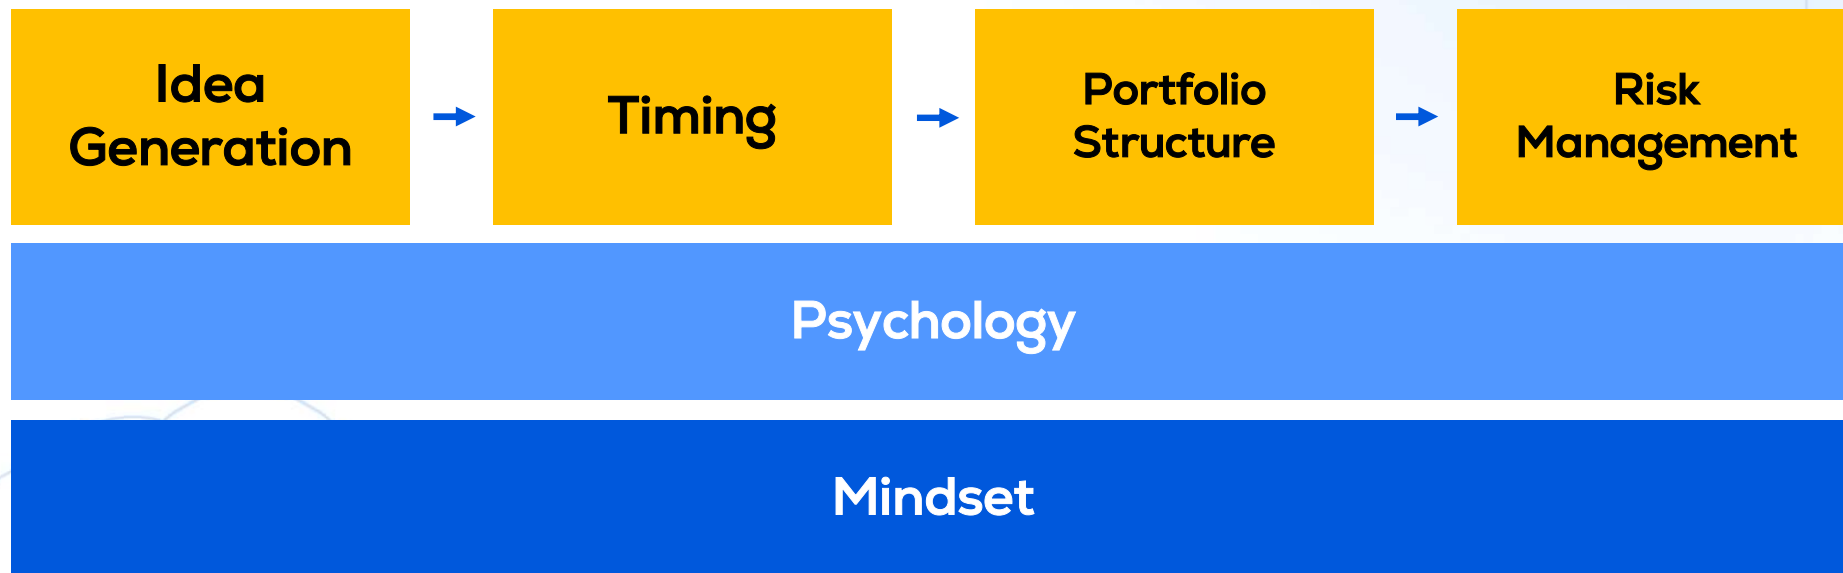 Idea
Generation
Timing
Portfolio
Structure
Risk
Management
Psychology
Mindset